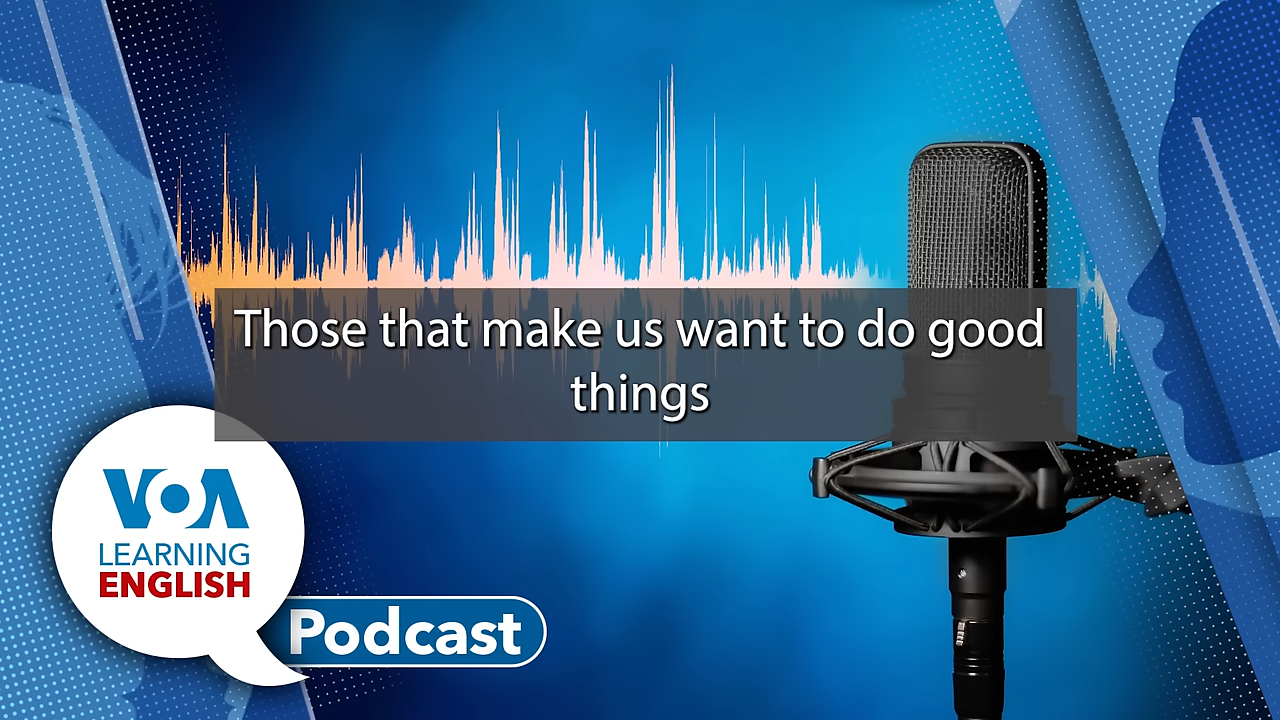 Those that make us want to do good
things
VOA
LEARNING
ENGLISH
Podcast